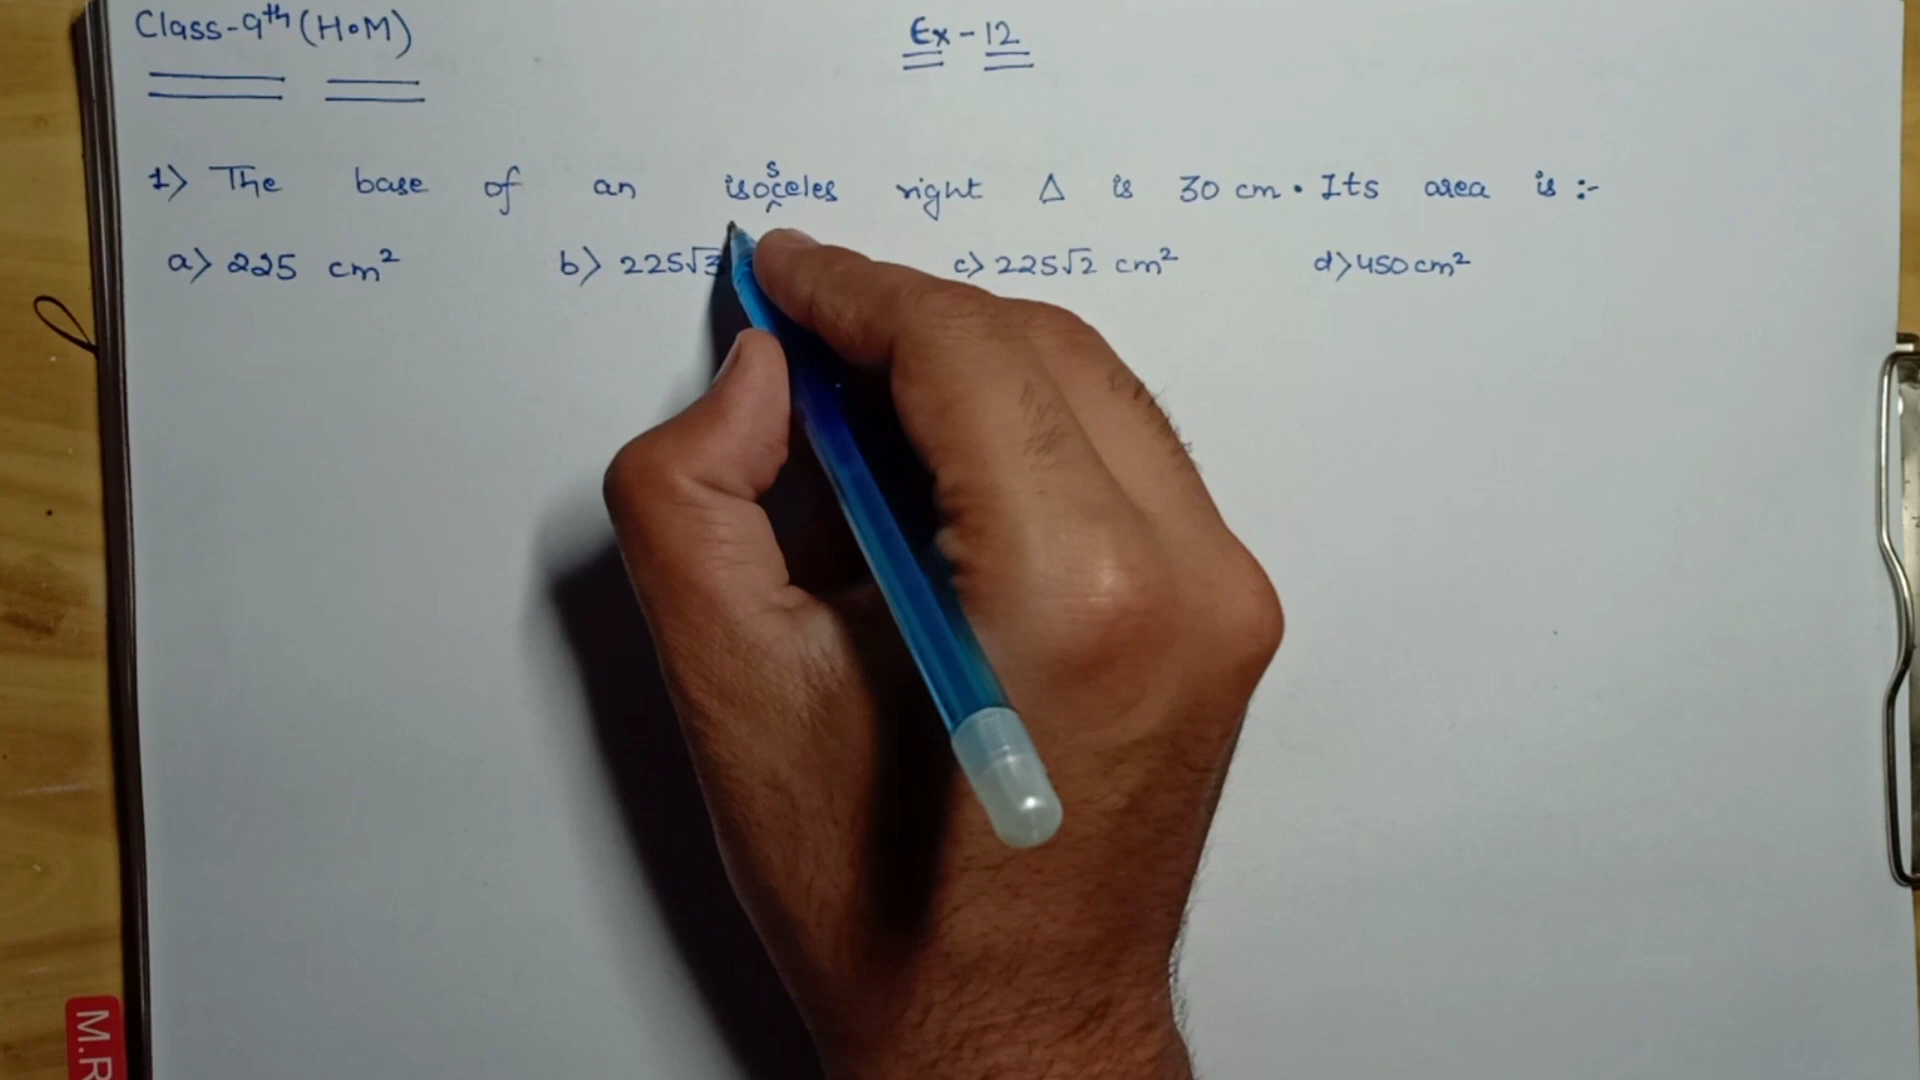 Class-9th (H.M)
Ex-12
1) The base of an isosceles right Δ is 30 cm. Its area is :-
a) 225 cm² b) 225√3 c) 225√2 cm² d) 450 cm²
M.R